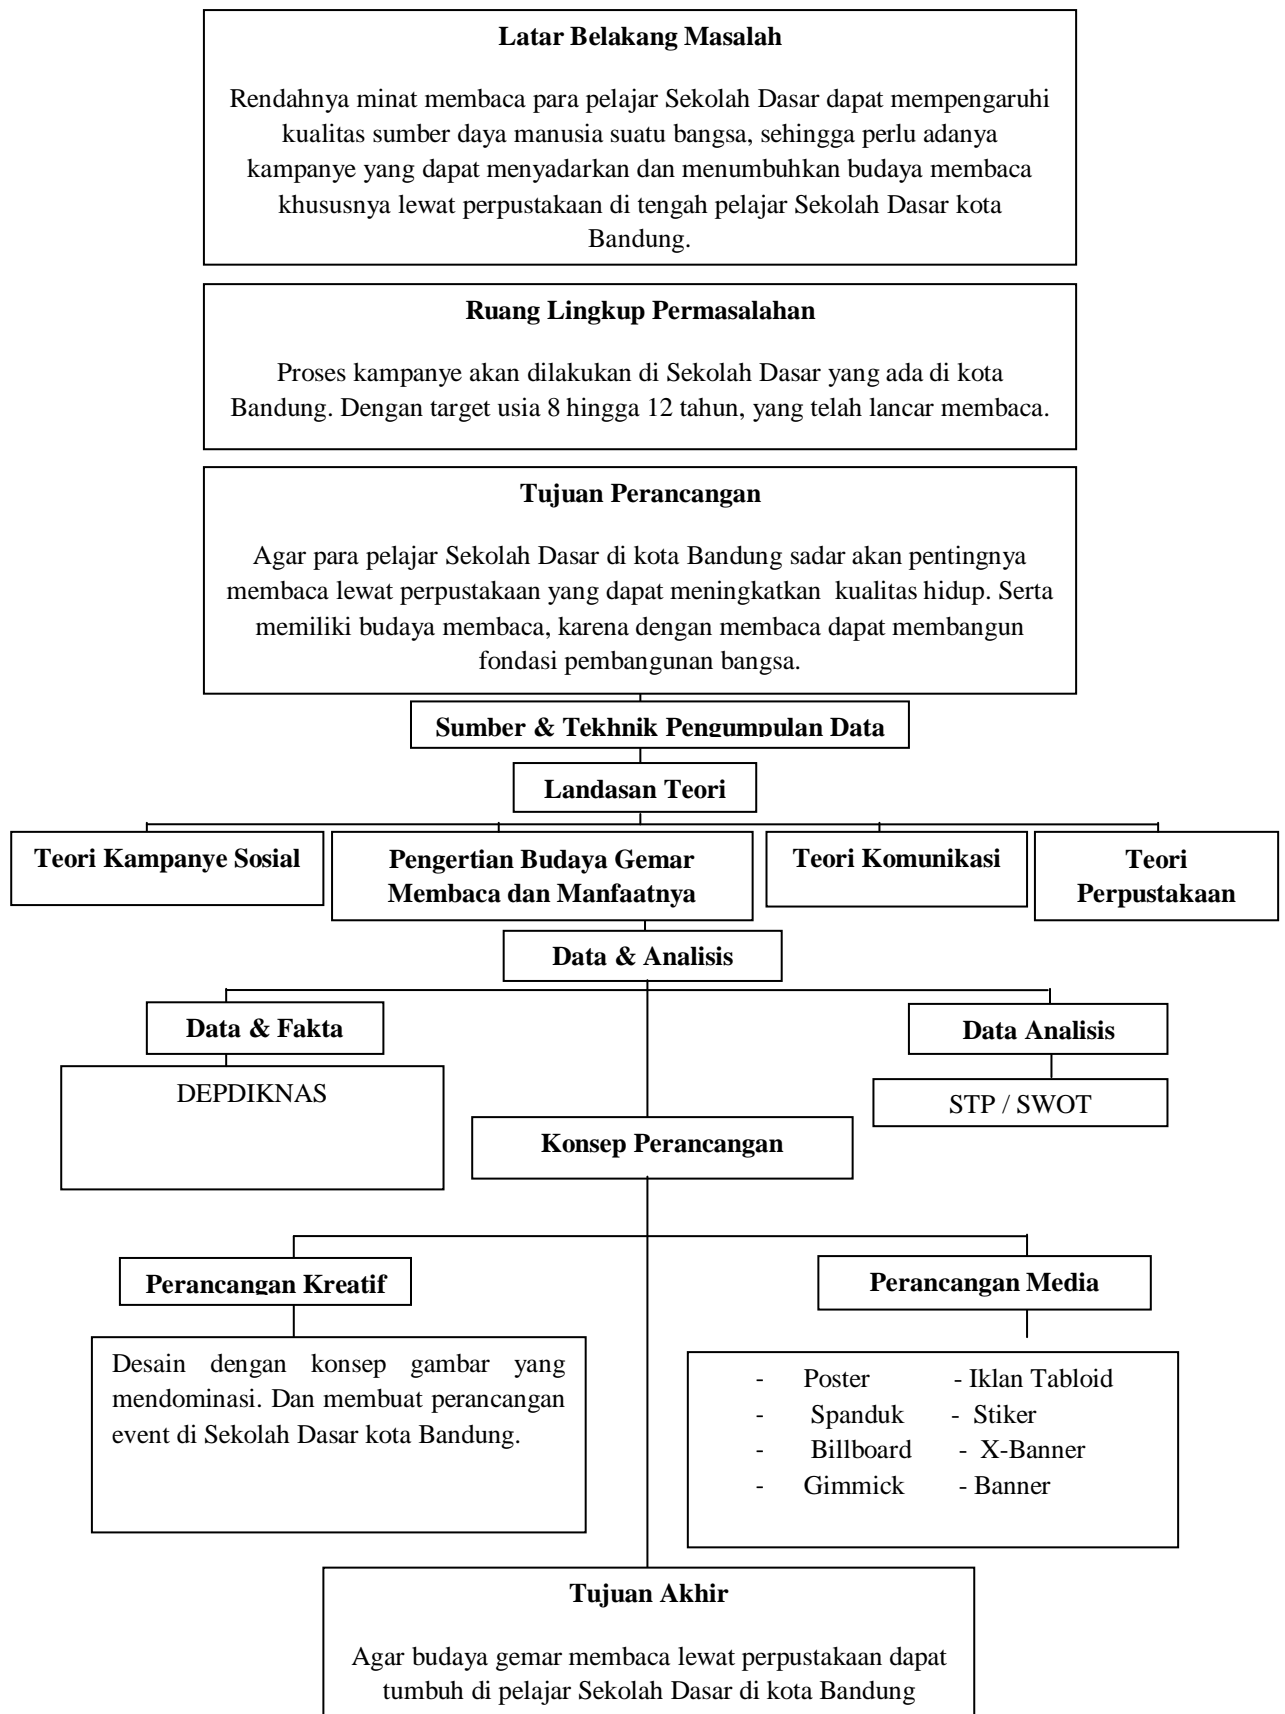 Latar Belakang Masalah
Rendahnya minat membaca para pelajar Sekolah Dasar dapat mempengaruhi
kualitas sumber daya manusia suatu bangsa, sehingga perlu adanya
kampanye yang dapat menyadarkan dan menumbuhkan budaya membaca
khususnya lewat perpustakaan di tengah pelajar Sekolah Dasar kota
Bandung.
Ruang Lingkup Permasalahan
Proses kampanye akan dilakukan di Sekolah Dasar yang ada di kota
Bandung. Dengan target usia 8 hingga 12 tahun, yang telah lancar membaca.
Tujuan Perancangan
Agar para pelajar Sekolah Dasar di kota Bandung sadar akan pentingnya
membaca lewat perpustakaan yang dapat meningkatkan kualitas hidup. Serta
memiliki budaya membaca, karena dengan membaca dapat membangun
fondasi pembangunan bangsa.
Sumber & Tekhnik Pengumpulan Data
Landasan Teori
Teori Kampanye Sosial
Pengertian Budaya Gemar
Membaca dan Manfaatnya
Teori Komunikasi
Teori
Perpustakaan
Data & Analisis
Data & Fakta
Data Analisis
DEPDIKNAS
STP / SWOT
Konsep Perancangan
Perancangan Kreatif
Perancangan Media
Desain dengan konsep gambar yang
mendominasi. Dan membuat perancangan
event di Sekolah Dasar kota Bandung.
- Poster - Iklan Tabloid
- Spanduk - Stiker
- Billboard - X-Banner
- Gimmick - Banner
Tujuan Akhir
Agar budaya gemar membaca lewat perpustakaan dapat
tumbuh di pelajar Sekolah Dasar di kota Bandung